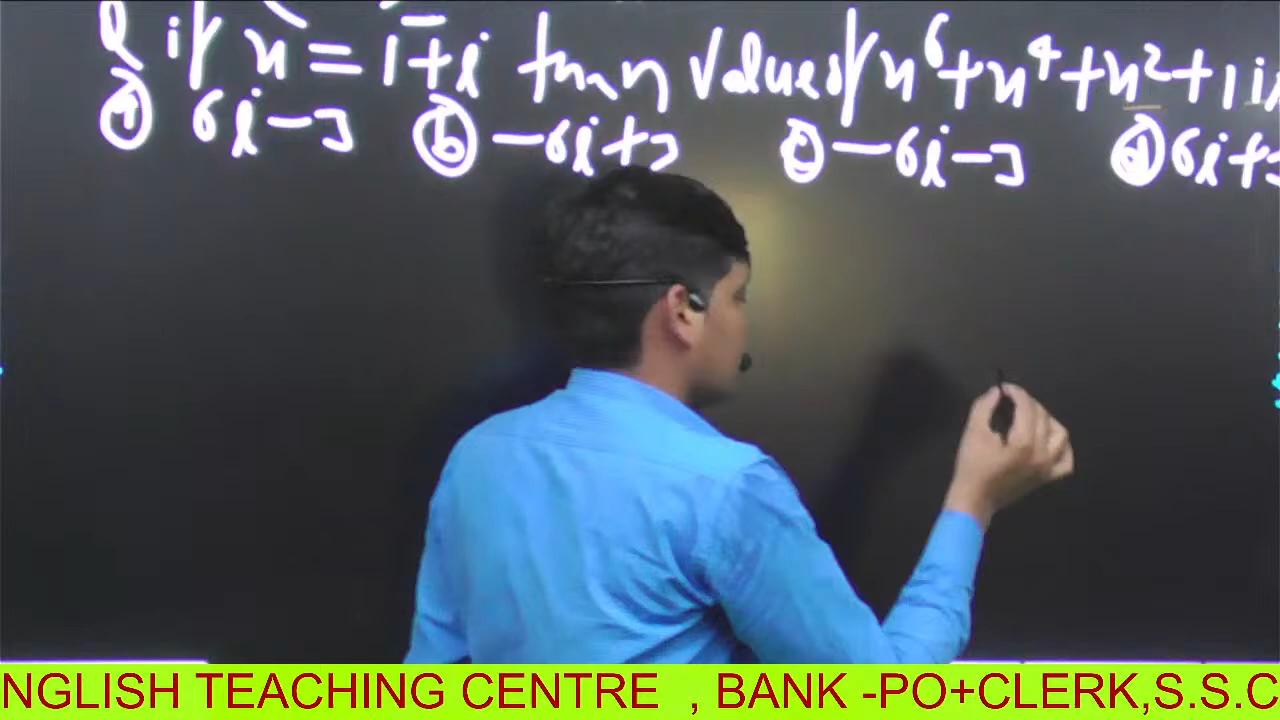 Q if x = 1+i then value of x⁶+x⁴+x²+1 is
(a) 6i-3 (b) -6i+3 (c) -6i-3 (d) 6i+3
NGLISH TEACHING CENTRE , BANK -PO+CLERK,S.S.C